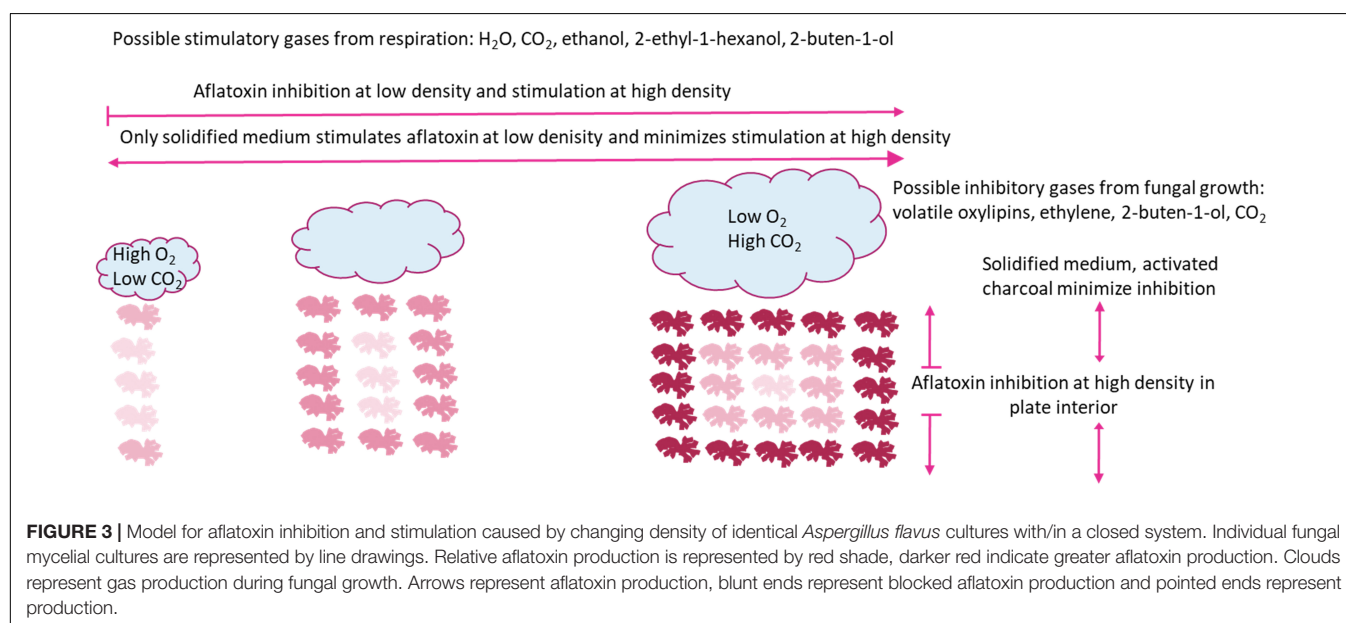 Possible stimulatory gases from respiration: H₂O, CO₂, ethanol, 2-ethyl-1-hexanol, 2-buten-1-ol
Aflatoxin inhibition at low density and stimulation at high density
Only solidified medium stimulates aflatoxin at low denisity and minimizes stimulation at high density
High O₂
Low CO₂
Low O₂
High CO₂
Possible inhibitory gases from fungal growth:
volatile oxylipins, ethylene, 2-buten-1-ol, CO₂
Solidified medium, activated
charcoal minimize inhibition
Aflatoxin inhibition at high density in
plate interior
FIGURE 3 | Model for aflatoxin inhibition and stimulation caused by changing density of identical Aspergillus flavus cultures with/in a closed system. Individual fungal
mycelial cultures are represented by line drawings. Relative aflatoxin production is represented by red shade, darker red indicate greater aflatoxin production. Clouds
represent gas production during fungal growth. Arrows represent aflatoxin production, blunt ends represent blocked aflatoxin production and pointed ends represent
production.